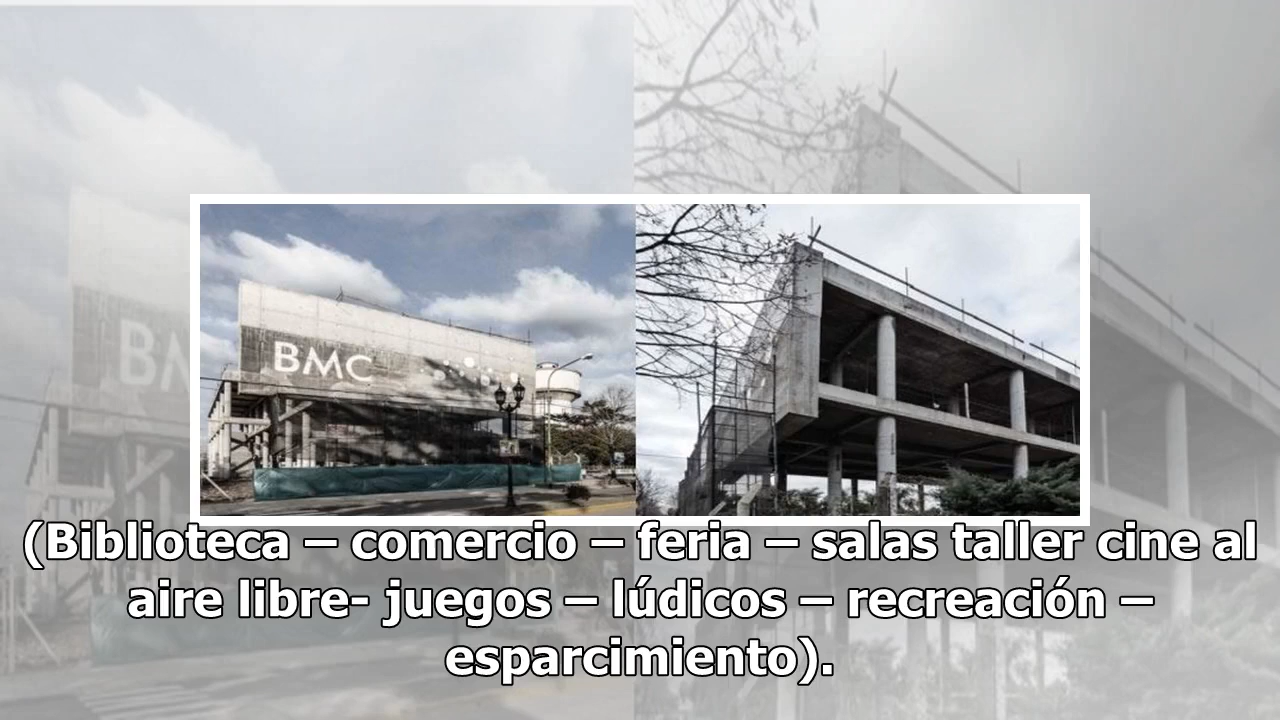 BMC
(Biblioteca – comercio – feria – salas taller cine al
aire libre- juegos – lúdicos – recreación –
esparcimiento).